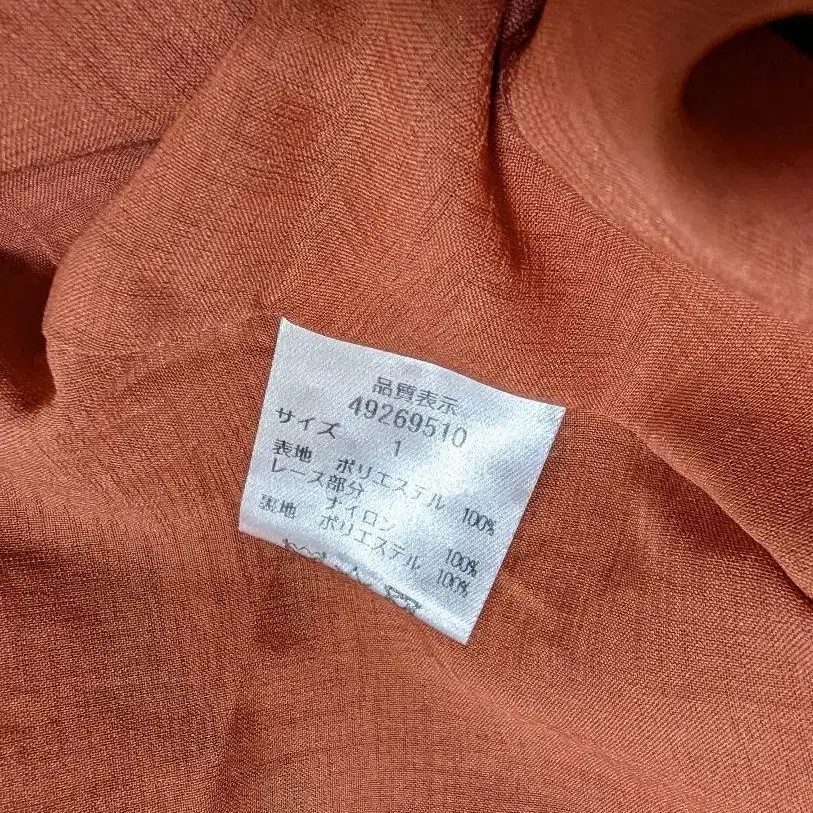 品質表示
49269510
サイズ 1
表地 ポリエステル 100%
レース部分
ナイロン 100%
裏地 ポリエステル 100%